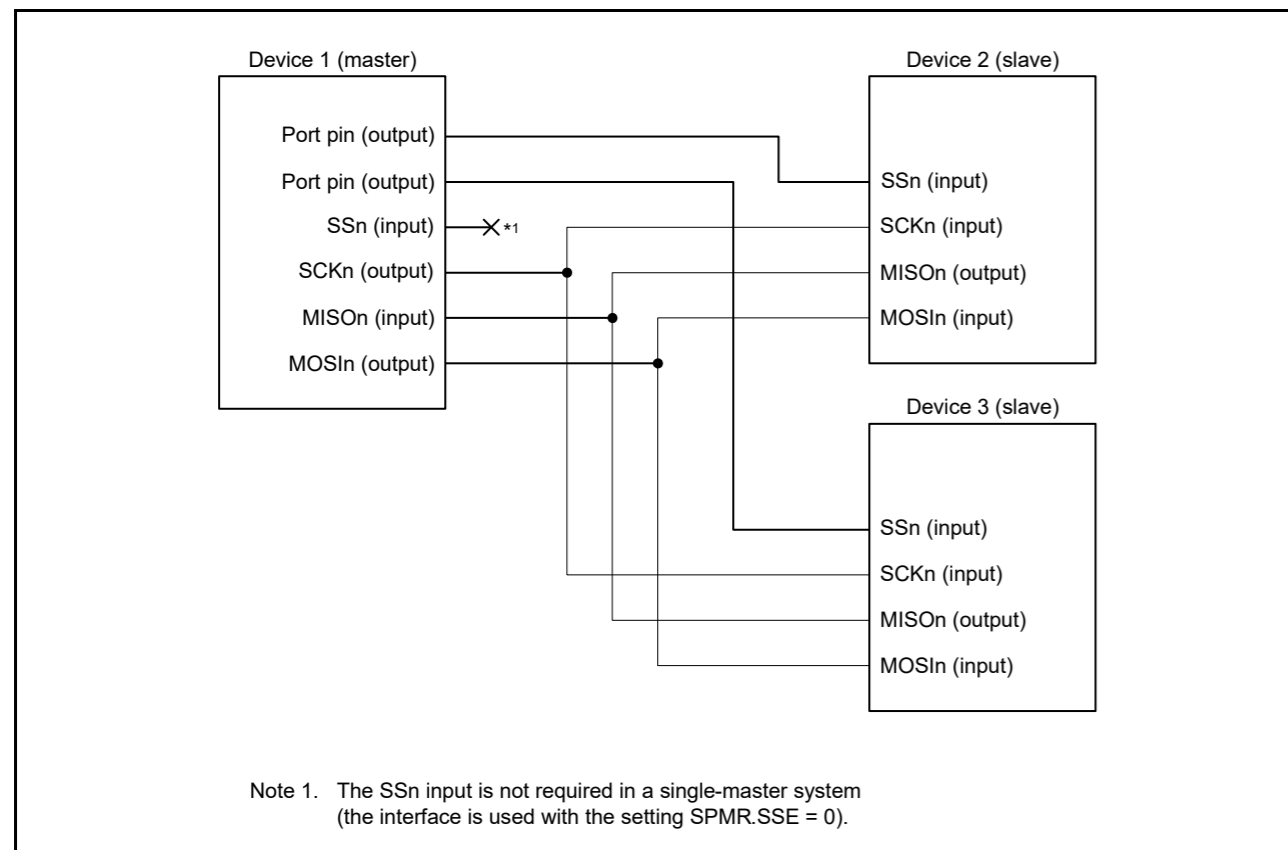 Device 1 (master)
Port pin (output)
Port pin (output)
SSn (input)
*1
SCKn (output)
MISOn (input)
MOSIn (output)
Device 2 (slave)
SSn (input)
SCKn (input)
MISOn (output)
MOSIn (input)
Device 3 (slave)
SSn (input)
SCKn (input)
MISOn (output)
MOSIn (input)
Note 1. The SSn input is not required in a single-master system
(the interface is used with the setting SPMR.SSE = 0).